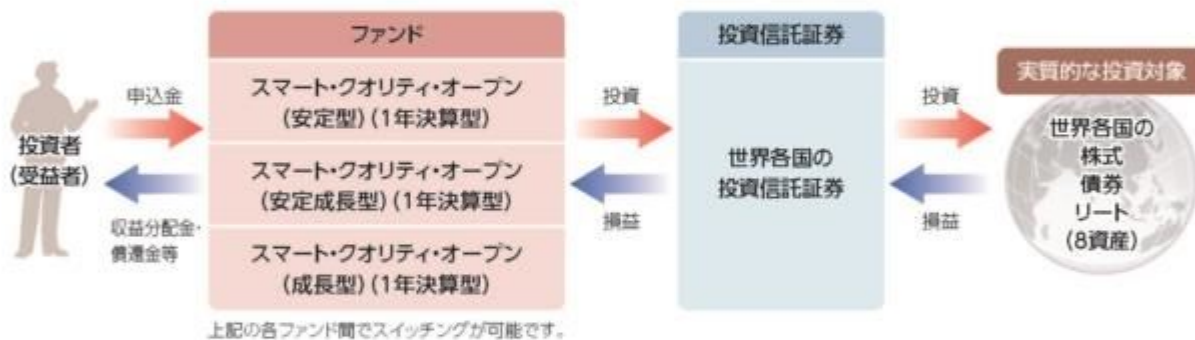 ファンド
投資信託証券
実質的な投資対象
投資者
(受益者)
申込金
収益分配金・
償還金等
スマート・クオリティ・オープン
(安定型)(1年決算型)
スマート・クオリティ・オープン
(安定成長型)(1年決算型)
スマート・クオリティ・オープン
(成長型)(1年決算型)
投資
損益
世界各国の
投資信託証券
投資
損益
世界各国の
株式
債券
リート
(8資産)
上記の各ファンド間でスイッチングが可能です。